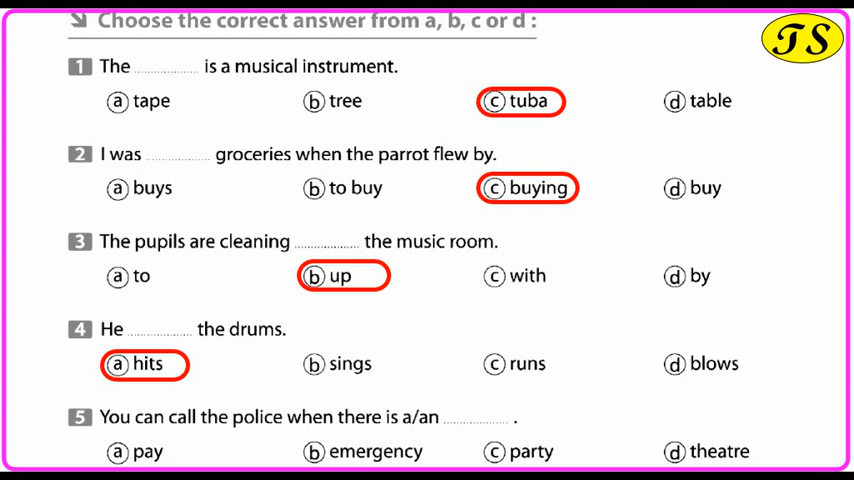 Choose the correct answer from a, b, c or d :
TS
1 The .................. is a musical instrument.
a tape b tree c tuba d table
2 I was .................. groceries when the parrot flew by.
a buys b to buy c buying d buy
3 The pupils are cleaning .................. the music room.
a to b up c with d by
4 He .................. the drums.
a hits b sings c runs d blows
5 You can call the police when there is a/an .................. .
a pay b emergency c party d theatre